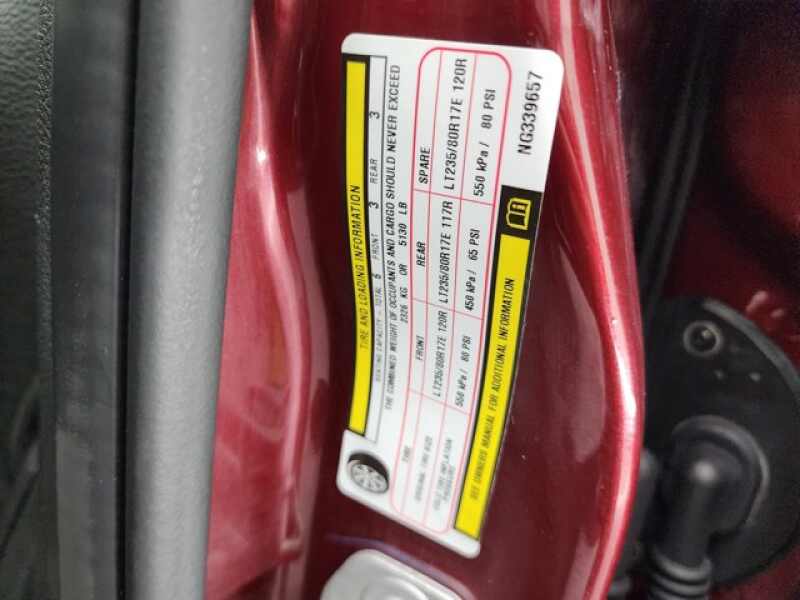 TIRE AND LOADING INFORMATION
SEATING CAPACITY - TOTAL 6 FRONT 3 REAR 3
THE COMBINED WEIGHT OF OCCUPANTS AND CARGO SHOULD NEVER EXCEED
2326 KG OR 5130 LB
TIRE FRONT REAR SPARE
ORIGINAL TIRE SIZE LT235/80R17E 120R LT235/80R17E 117R LT235/80R17E 120R
COLD TIRE INFLATION
PRESSURE
550 kPa / 80 PSI 450 kPa / 65 PSI 550 kPa / 80 PSI
SEE OWNERS MANUAL FOR ADDITIONAL INFORMATION
NG339657